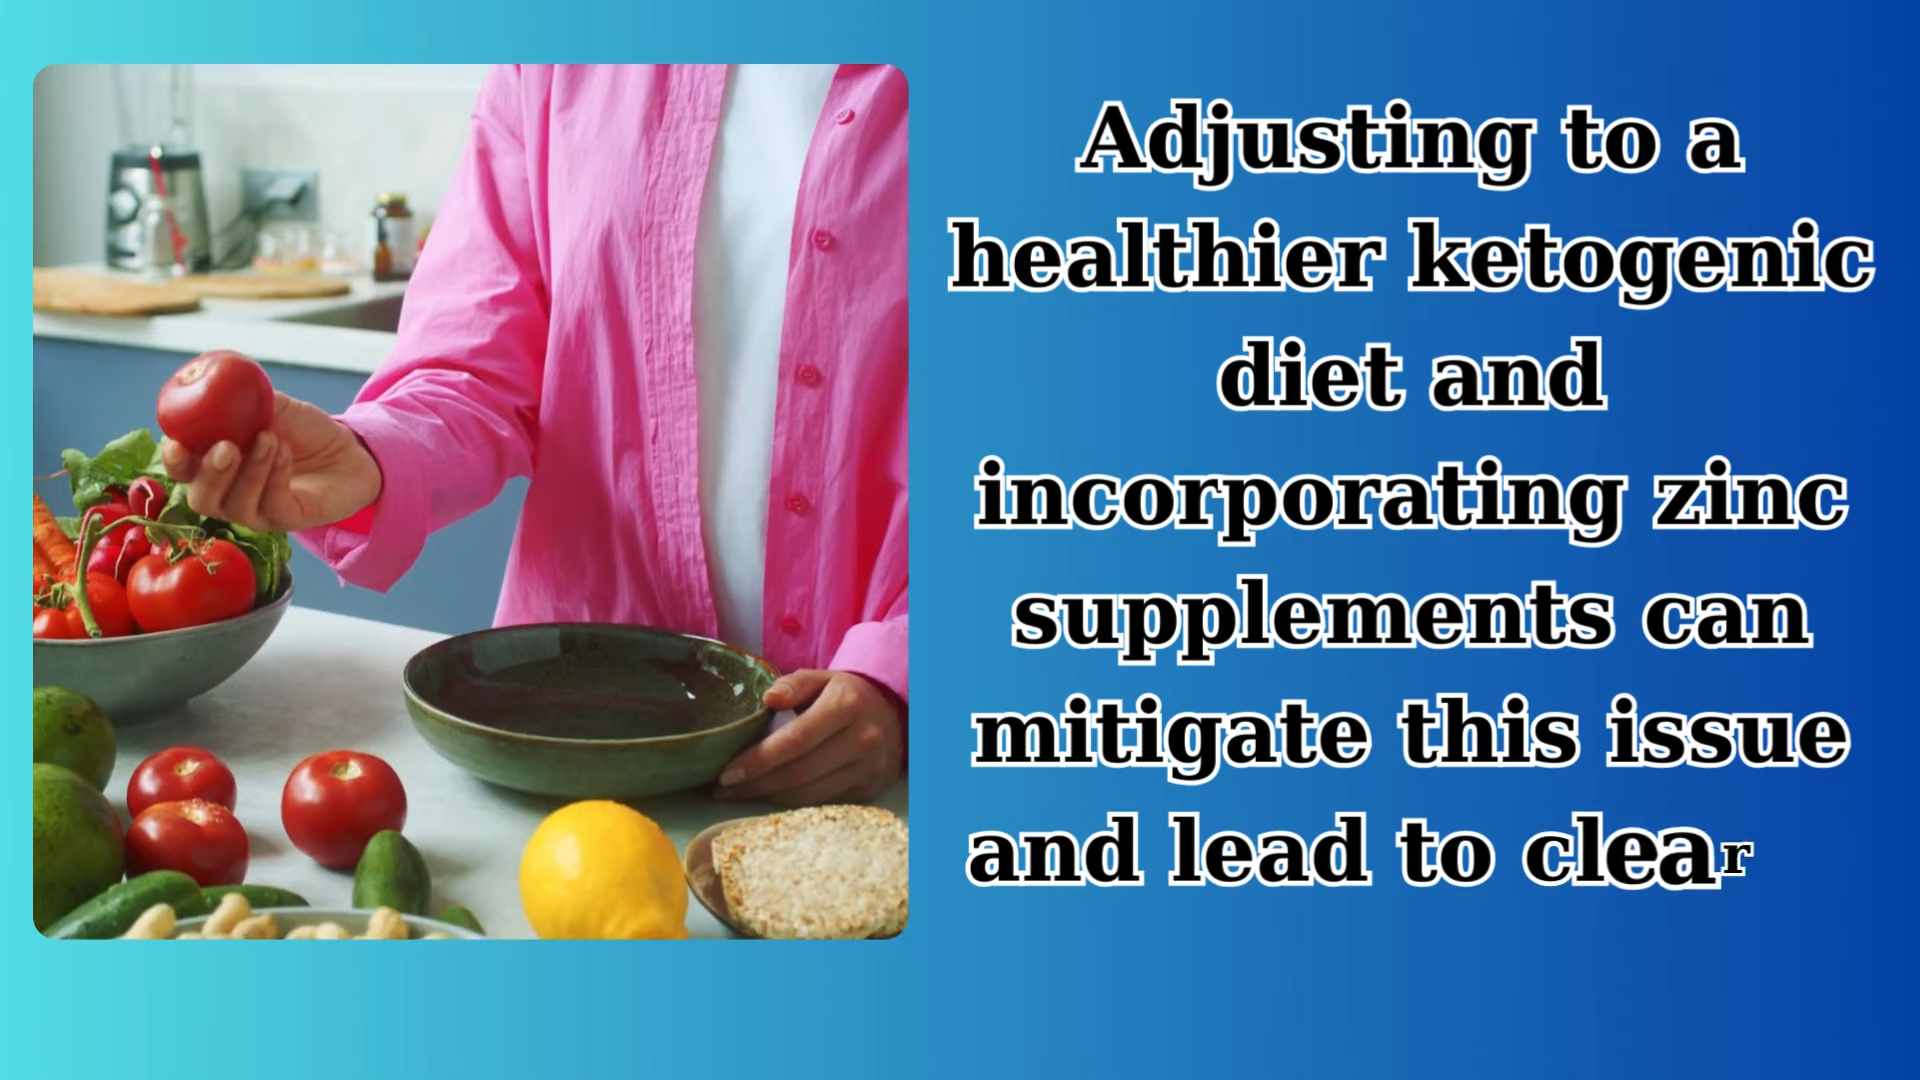 Adjusting to a
healthier ketogenic
diet and
incorporating zinc
supplements can
mitigate this issue
and lead to clear